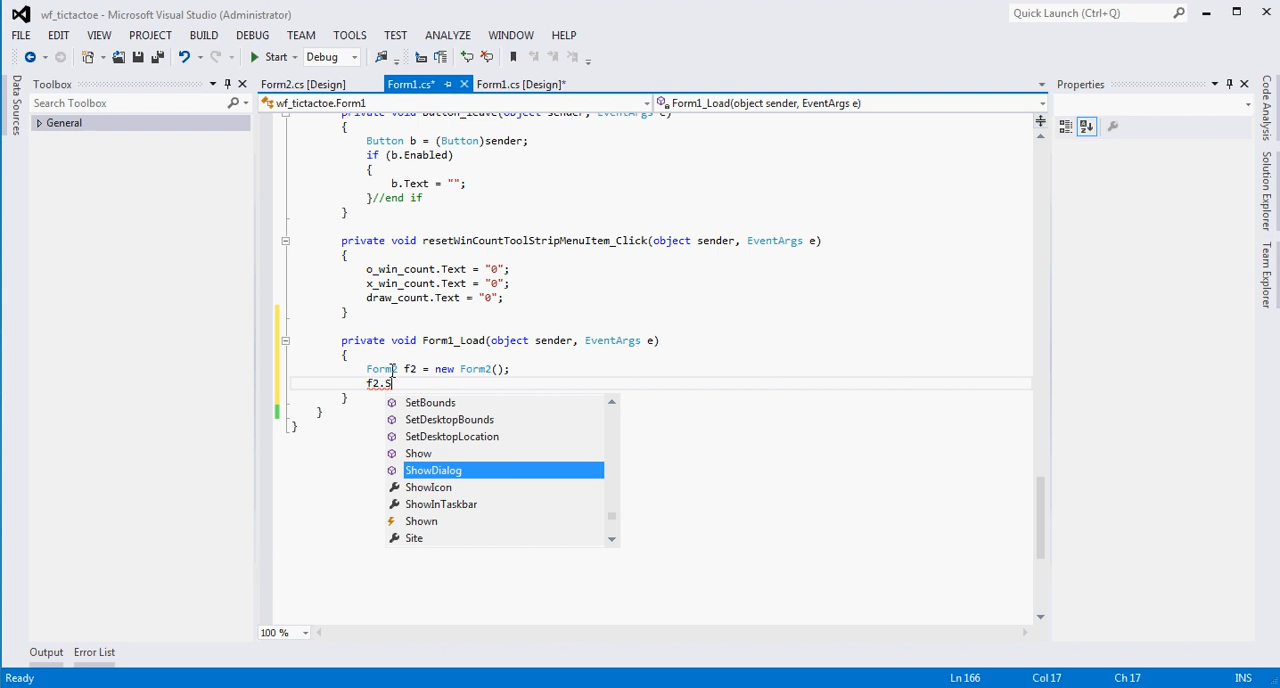 wf_tictactoe - Microsoft Visual Studio (Administrator)
Quick Launch (Ctrl+Q)
FILE EDIT VIEW PROJECT BUILD DEBUG TEAM TOOLS TEST ANALYZE WINDOW HELP
Start Debug
Data Sources
Toolbox
Search Toolbox
General
Form2.cs [Design] Form1.cs* Form1.cs [Design]*
wf_tictactoe.Form1
Form1_Load(object sender, EventArgs e)
private void Button_leave(object sender, EventArgs e)
{
Button b = (Button)sender;
if (b.Enabled)
{
b.Text = "";
}//end if
}
private void resetWinCountToolStripMenuItem_Click(object sender, EventArgs e)
{
o_win_count.Text = "0";
x_win_count.Text = "0";
draw_count.Text = "0";
}
private void Form1_Load(object sender, EventArgs e)
{
Form2 f2 = new Form2();
f2.S
}
}
}
SetBounds
SetDesktopBounds
SetDesktopLocation
Show
ShowDialog
ShowIcon
ShowInTaskbar
Shown
Site
Properties
Code Analysis
Solution Explorer
Team Explorer
100 %
Output Error List
Ready
Ln 166 Col 17 Ch 17 INS